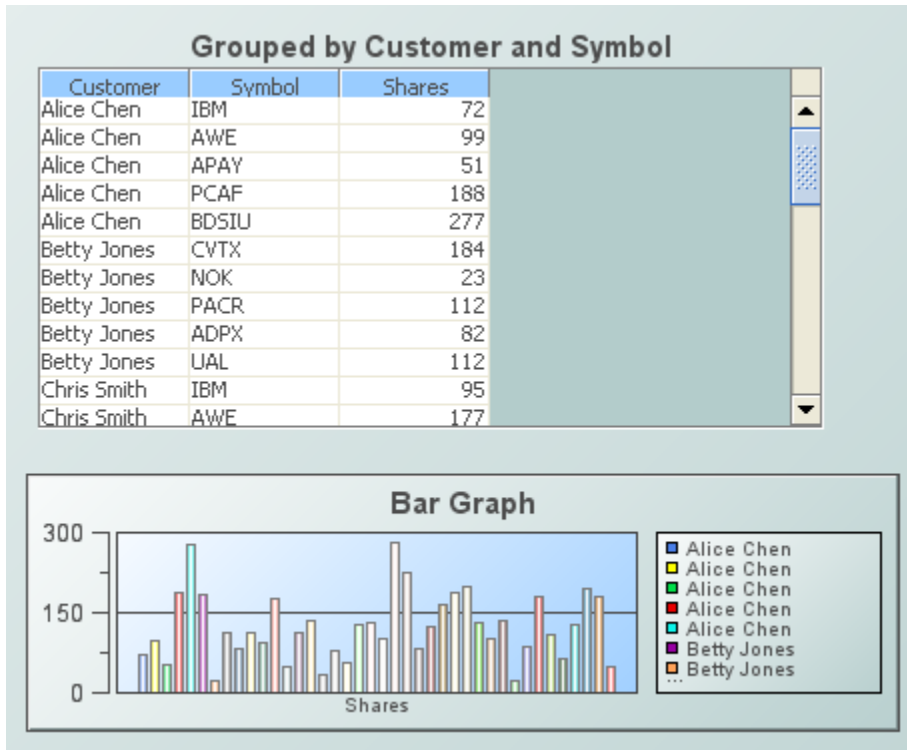 Grouped by Customer and Symbol
Customer Symbol Shares
Alice Chen IBM 72
Alice Chen AWE 99
Alice Chen APAY 51
Alice Chen PCAF 188
Alice Chen BDSIU 277
Betty Jones CVTX 184
Betty Jones NOK 23
Betty Jones PACR 112
Betty Jones ADPX 82
Betty Jones UAL 112
Chris Smith IBM 95
Chris Smith AWE 177
Bar Graph
300
150
0
Shares
Alice Chen
Alice Chen
Alice Chen
Alice Chen
Alice Chen
Betty Jones
Betty Jones
...